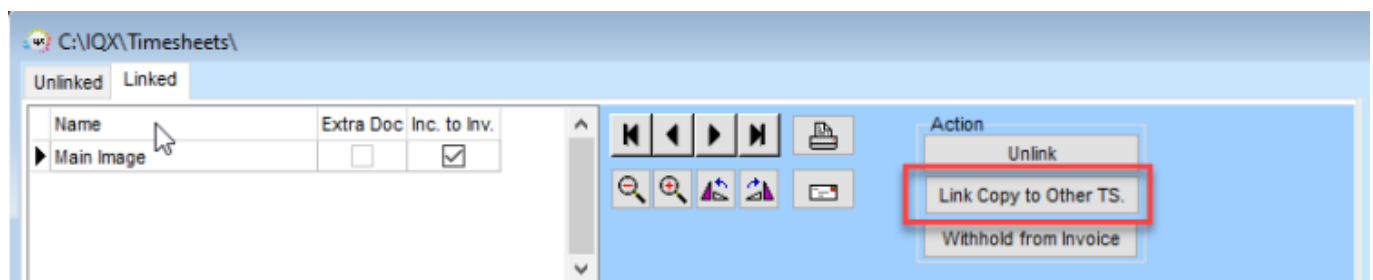 C:\IQX\Timesheets\
Unlinked Linked
Name Extra Doc Inc. to Inv.
Main Image
Action
Unlink
Link Copy to Other TS.
Withhold from Invoice